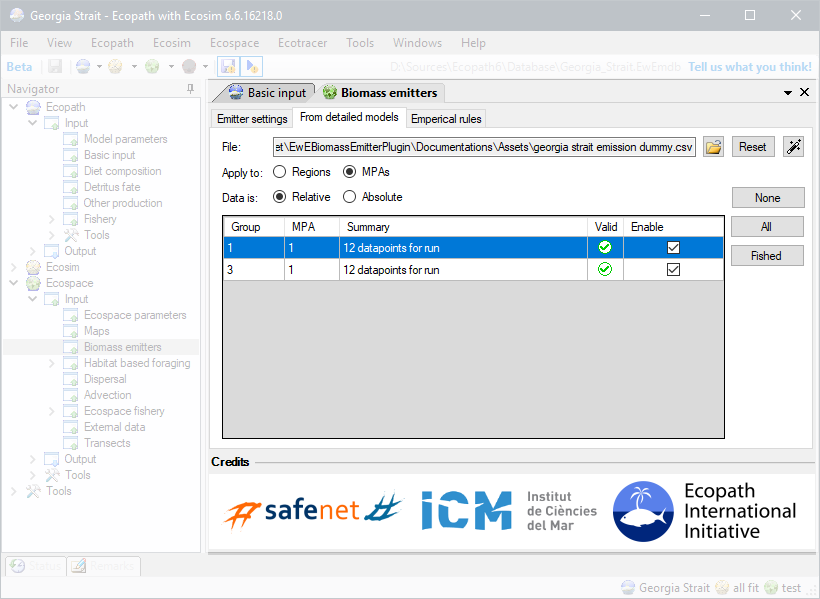 Georgia Strait - Ecopath with Ecosim 6.6.16218.0
File View Ecopath Ecosim Ecospace Ecotracer Tools Windows Help
Beta D:\Sources\Ecopath6\Database\Georgia_Strait.EwEmdb Tell us what you think!
Navigator
Ecopath
Input
Model parameters
Basic input
Diet composition
Detritus fate
Other production
Fishery
Tools
Output
Ecosim
Ecospace
Input
Ecospace parameters
Maps
Biomass emitters
Habitat based foraging
Dispersal
Advection
Ecospace fishery
External data
Transects
Output
Tools
Tools
Status Remarks
Basic input Biomass emitters
Emitter settings From detailed models Emperical rules
File: et\EwEBiomassEmitterPlugin\Documentations\Assets\georgia strait emission dummy.csv Reset
Apply to: Regions MPAs
Data is: Relative Absolute
None
All
Fished
Group MPA Summary Valid Enable
1 1 12 datapoints for run
3 1 12 datapoints for run
Credits
safenet
ICM
Institut
de Ciències
del Mar
Ecopath
International
Initiative
Georgia Strait all fit test